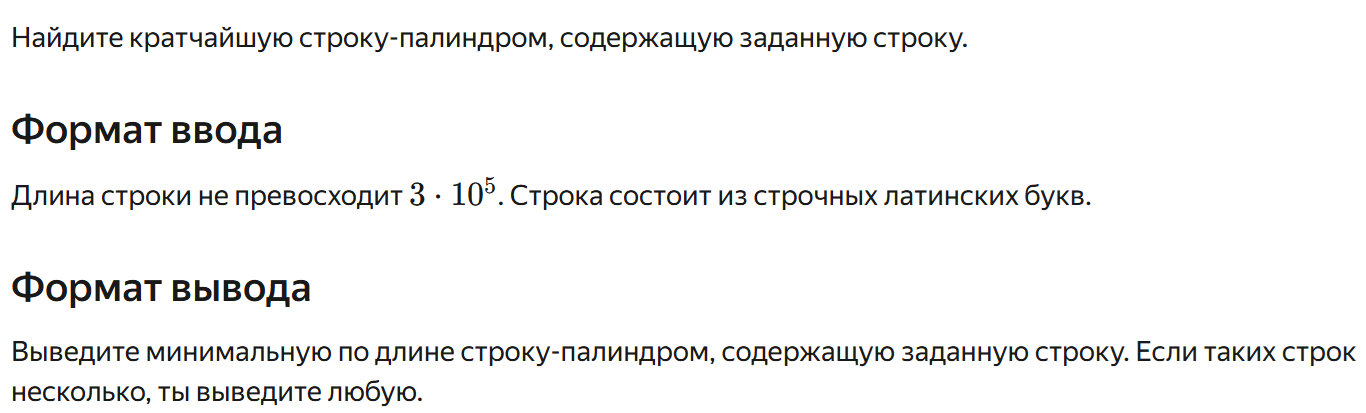 Найдите кратчайшую строку-палиндром, содержащую заданную строку.
Формат ввода
Длина строки не превосходит 3 · 10⁵. Строка состоит из строчных латинских букв.
Формат вывода
Выведите минимальную по длине строку-палиндром, содержащую заданную строку. Если таких строк
несколько, ты выведите любую.